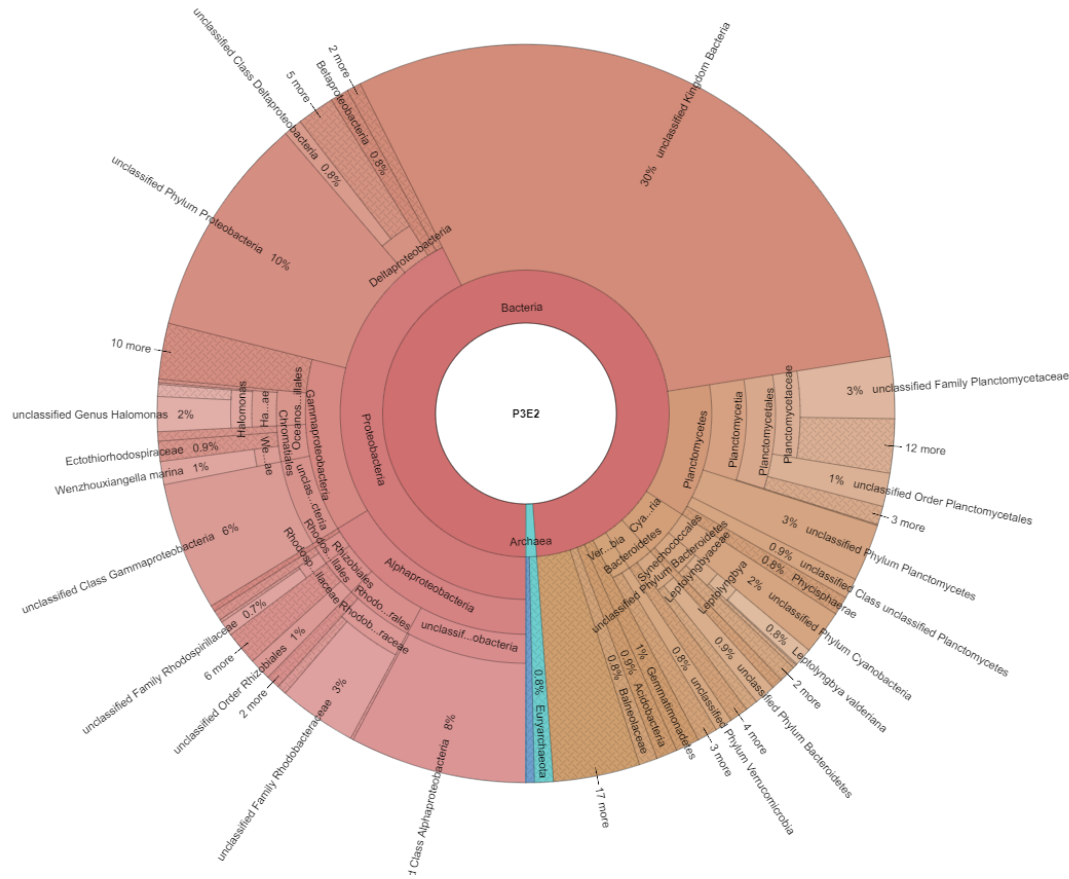 P3E2
Bacteria
30% unclassified Kingdom Bacteria
Proteobacteria
2 more
Betaproteobacteria 0.8%
5 more
unclassified Class Deltaproteobacteria 0.8%
Deltaproteobacteria
unclassified Phylum Proteobacteria 10%
Gammaproteobacteria
10 more
Oceanos...illales
Ha...ae
Halomonas
unclassified Genus Halomonas 2%
Chromatiales
Ectothiorhodospiraceae 0.9%
We...ae
Wenzhouxiangella marina 1%
unclas...cteria
unclassified Class Gammaproteobacteria 6%
Alphaproteobacteria
Rhodos...illales
Rhodosp...llaceae
unclassified Family Rhodospirillaceae 0.7%
6 more
Rhizobiales
unclassified Order Rhizobiales 1%
2 more
Rhodo...rales
Rhodob...raceae
unclassified Family Rhodobacteraceae 3%
unclassif...obacteria
d Class Alphaproteobacteria 8%
Archaea
0.8% Euryarchaeota
17 more
0.8% Balneolaceae
0.9% Acidobacteria
1% Gemmatimonadetes
3 more
Ver...bia
0.8% unclassified Phylum Verrucomicrobia
4 more
Bacteroidetes
unclassified Phylum Bacteroidetes
0.9% unclassified Phylum Bacteroidetes
2 more
Cya...ria
Synechococcales
Leptolyngbyaceae
Leptolyngbya
0.8% Leptolyngbya valderiana
2% unclassified Phylum Cyanobacteria
Planctomycetes
0.8% Phycisphaerae
0.9% unclassified Class unclassified Planctomycetes
3% unclassified Phylum Planctomycetes
Planctomycetia
Planctomycetales
3 more
1% unclassified Order Planctomycetales
Planctomycetaceae
12 more
3% unclassified Family Planctomycetaceae